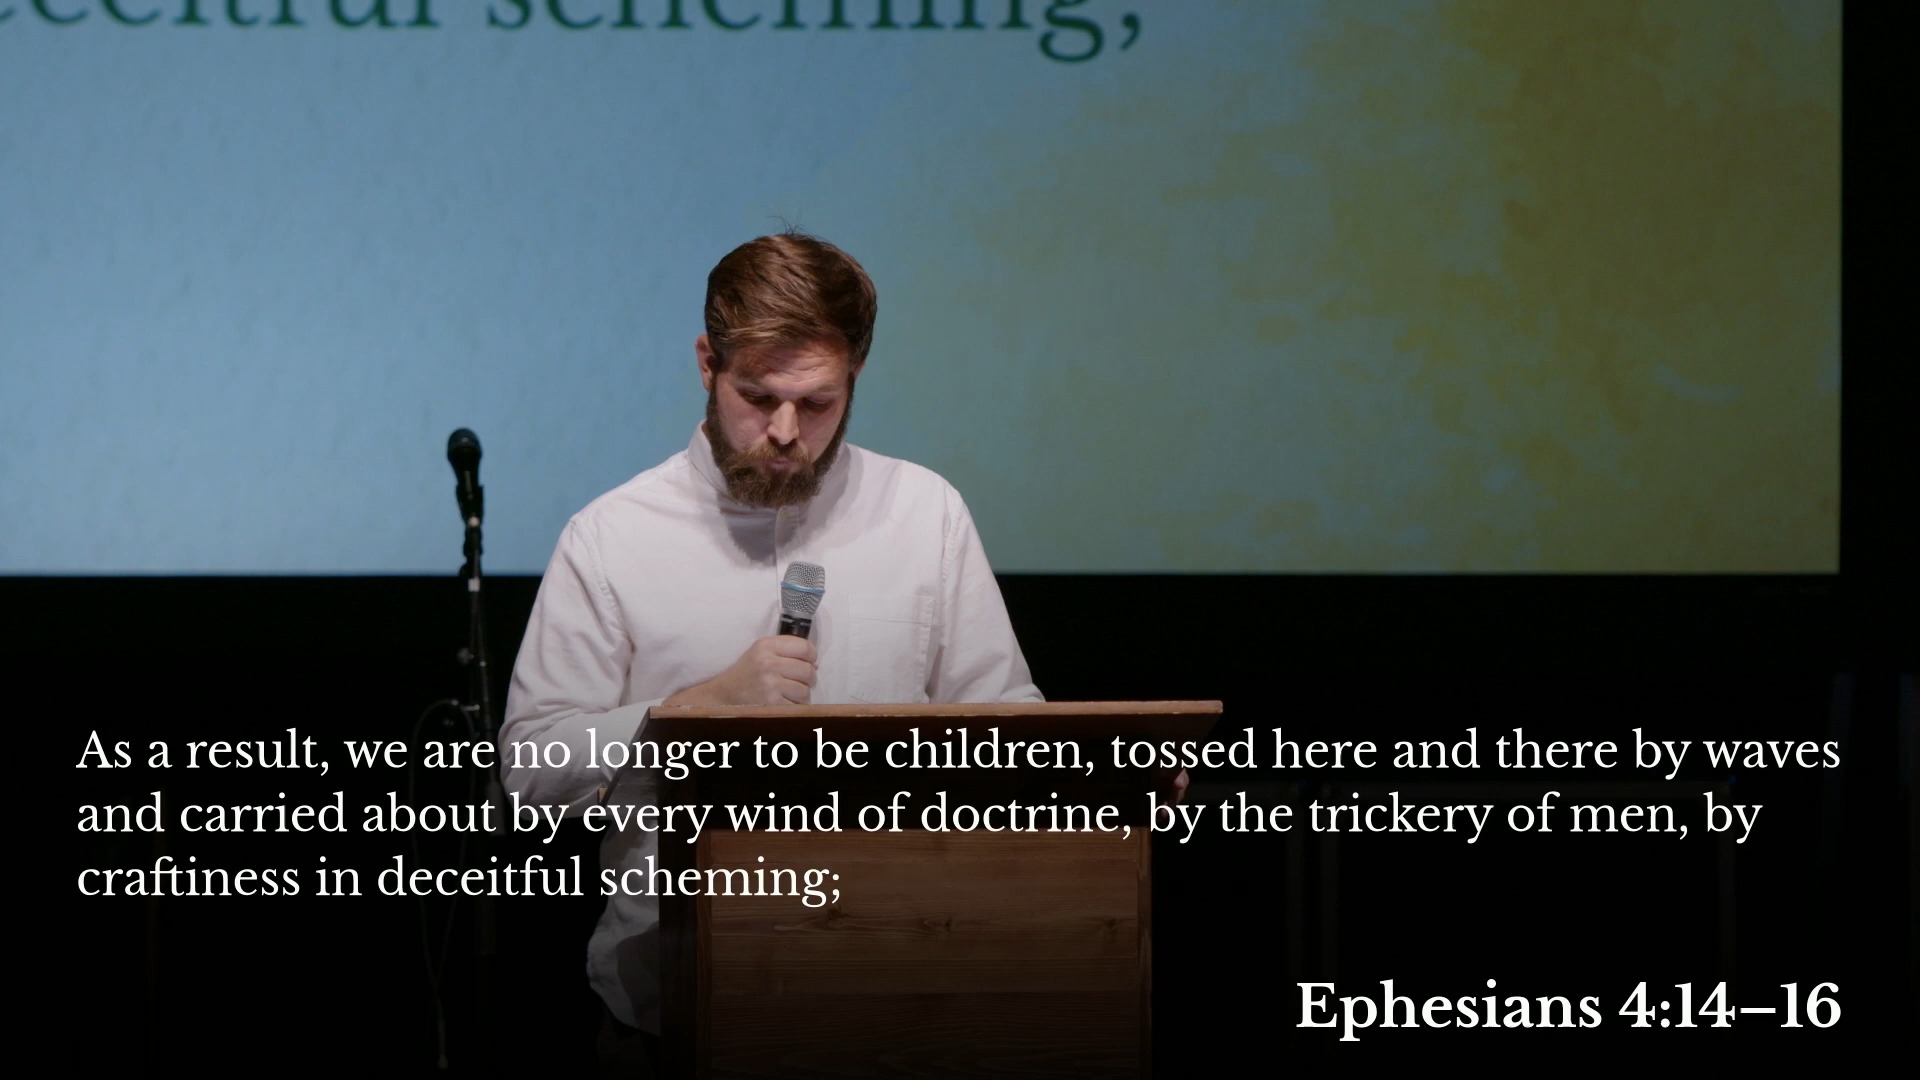 scheming;
As a result, we are no longer to be children, tossed here and there by waves
and carried about by every wind of doctrine, by the trickery of men, by
craftiness in deceitful scheming;
Ephesians 4:14–16